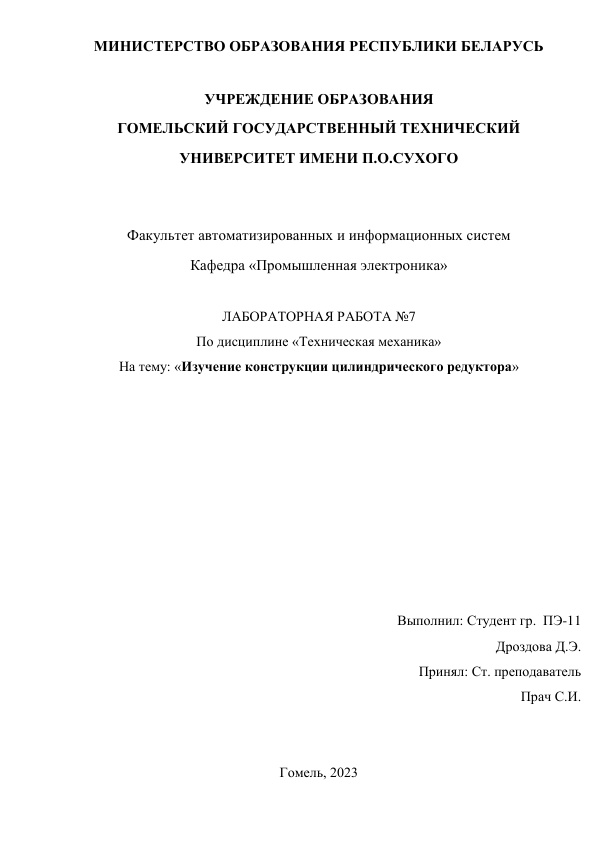 МИНИСТЕРСТВО ОБРАЗОВАНИЯ РЕСПУБЛИКИ БЕЛАРУСЬ
УЧРЕЖДЕНИЕ ОБРАЗОВАНИЯ
ГОМЕЛЬСКИЙ ГОСУДАРСТВЕННЫЙ ТЕХНИЧЕСКИЙ
УНИВЕРСИТЕТ ИМЕНИ П.О.СУХОГО
Факультет автоматизированных и информационных систем
Кафедра «Промышленная электроника»
ЛАБОРАТОРНАЯ РАБОТА №7
По дисциплине «Техническая механика»
На тему: «Изучение конструкции цилиндрического редуктора»
Выполнил: Студент гр. ПЭ-11
Дроздова Д.Э.
Принял: Ст. преподаватель
Прач С.И.
Гомель, 2023